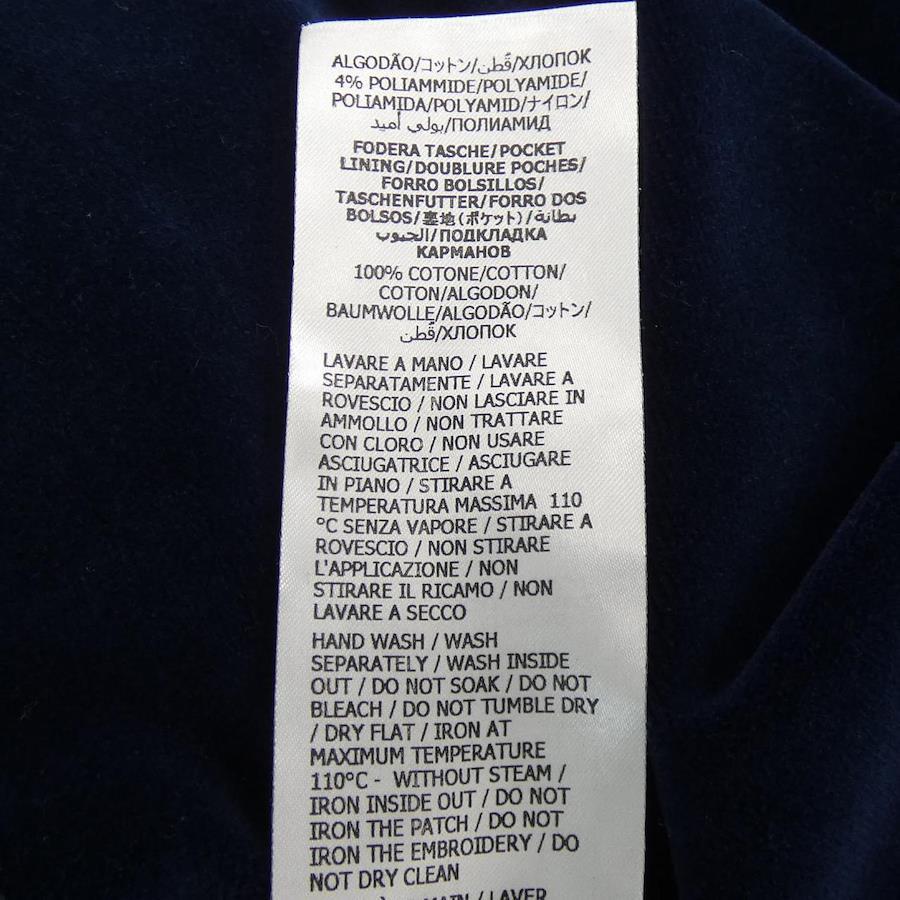 ALGODÃO/コットン/قُطن/ХЛОПОК
4% POLIAMMIDE/POLYAMIDE/
POLIAMIDA/POLYAMID/ナイロン/
بولي أميد/ПОЛИАМИД
FODERA TASCHE/POCKET
LINING/DOUBLURE POCHES/
FORRO BOLSILLOS/
TASCHENFUTTER/FORRO DOS
BOLSOS/裏地(ポケット)/بطانة
الجيوب/ПОДКЛАДКА
КАРМАНОВ
100% COTONE/COTTON/
COTON/ALGODON/
BAUMWOLLE/ALGODÃO/コットン/
قُطن/ХЛОПОК
LAVARE A MANO / LAVARE
SEPARATAMENTE / LAVARE A
ROVESCIO / NON LASCIARE IN
AMMOLLO / NON TRATTARE
CON CLORO / NON USARE
ASCIUGATRICE / ASCIUGARE
IN PIANO / STIRARE A
TEMPERATURA MASSIMA 110
°C SENZA VAPORE / STIRARE A
ROVESCIO / NON STIRARE
L'APPLICAZIONE / NON
STIRARE IL RICAMO / NON
LAVARE A SECCO
HAND WASH / WASH
SEPARATELY / WASH INSIDE
OUT / DO NOT SOAK / DO NOT
BLEACH / DO NOT TUMBLE DRY
/ DRY FLAT / IRON AT
MAXIMUM TEMPERATURE
110°C - WITHOUT STEAM /
IRON INSIDE OUT / DO NOT
IRON THE PATCH / DO NOT
IRON THE EMBROIDERY / DO
NOT DRY CLEAN
MAIN / LAVER